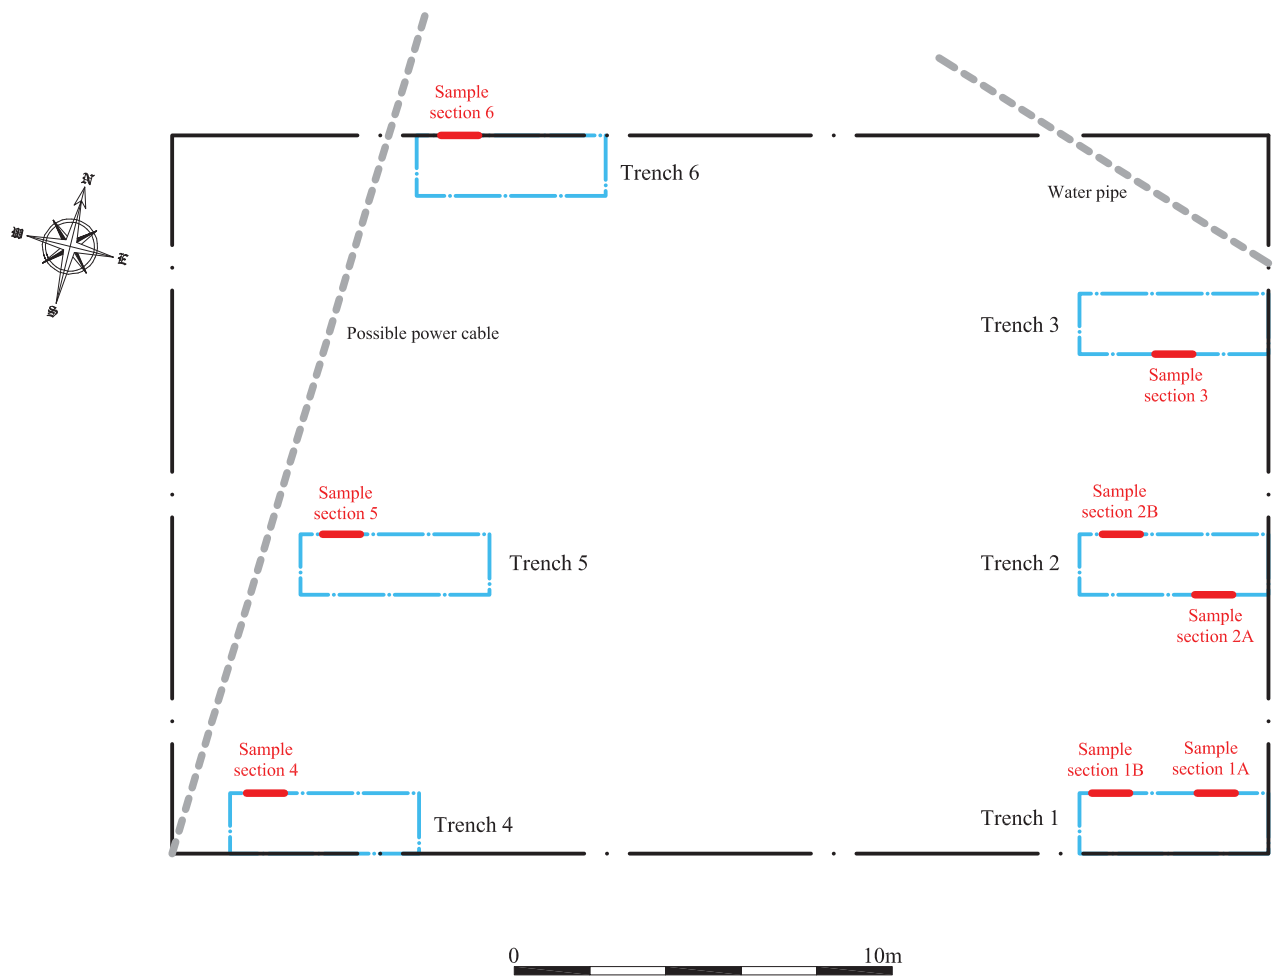 Sample
section 6
Trench 6
Water pipe
N
W
E
S
Possible power cable
Trench 3
Sample
section 3
Sample
section 5
Trench 5
Sample
section 2B
Trench 2
Sample
section 2A
Sample
section 4
Trench 4
Sample
section 1B
Sample
section 1A
Trench 1
0
10m